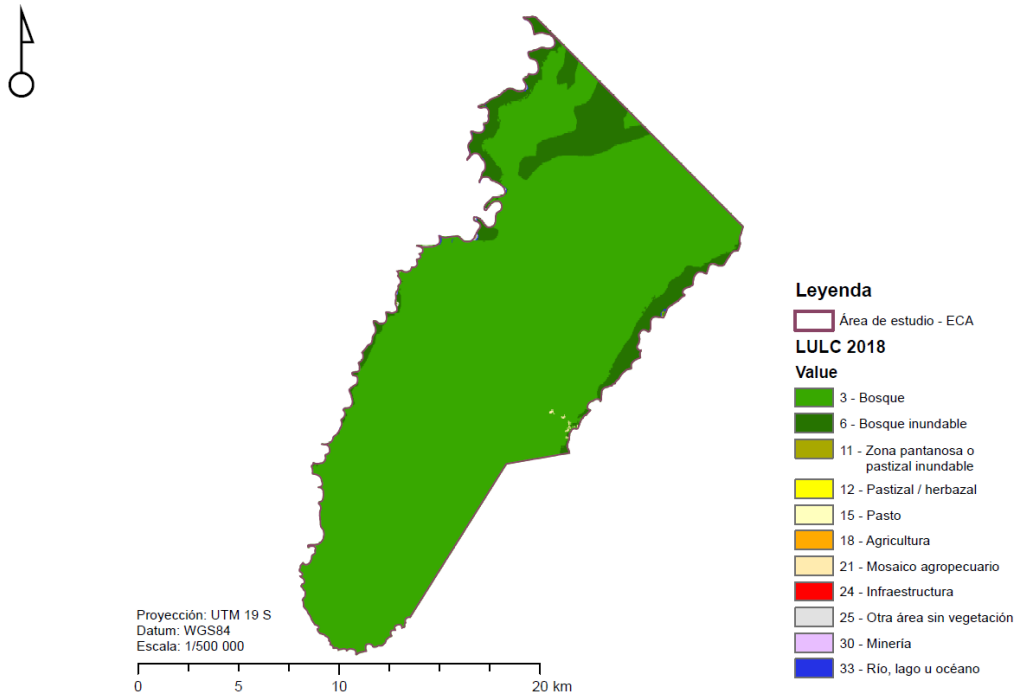 Leyenda
Área de estudio - ECA
LULC 2018
Value
3 - Bosque
6 - Bosque inundable
11 - Zona pantanosa o
pastizal inundable
12 - Pastizal / herbazal
15 - Pasto
18 - Agricultura
21 - Mosaico agropecuario
24 - Infraestructura
25 - Otra área sin vegetación
30 - Minería
33 - Río, lago u océano
Proyección: UTM 19 S
Datum: WGS84
Escala: 1/500 000
0 5 10 20 km